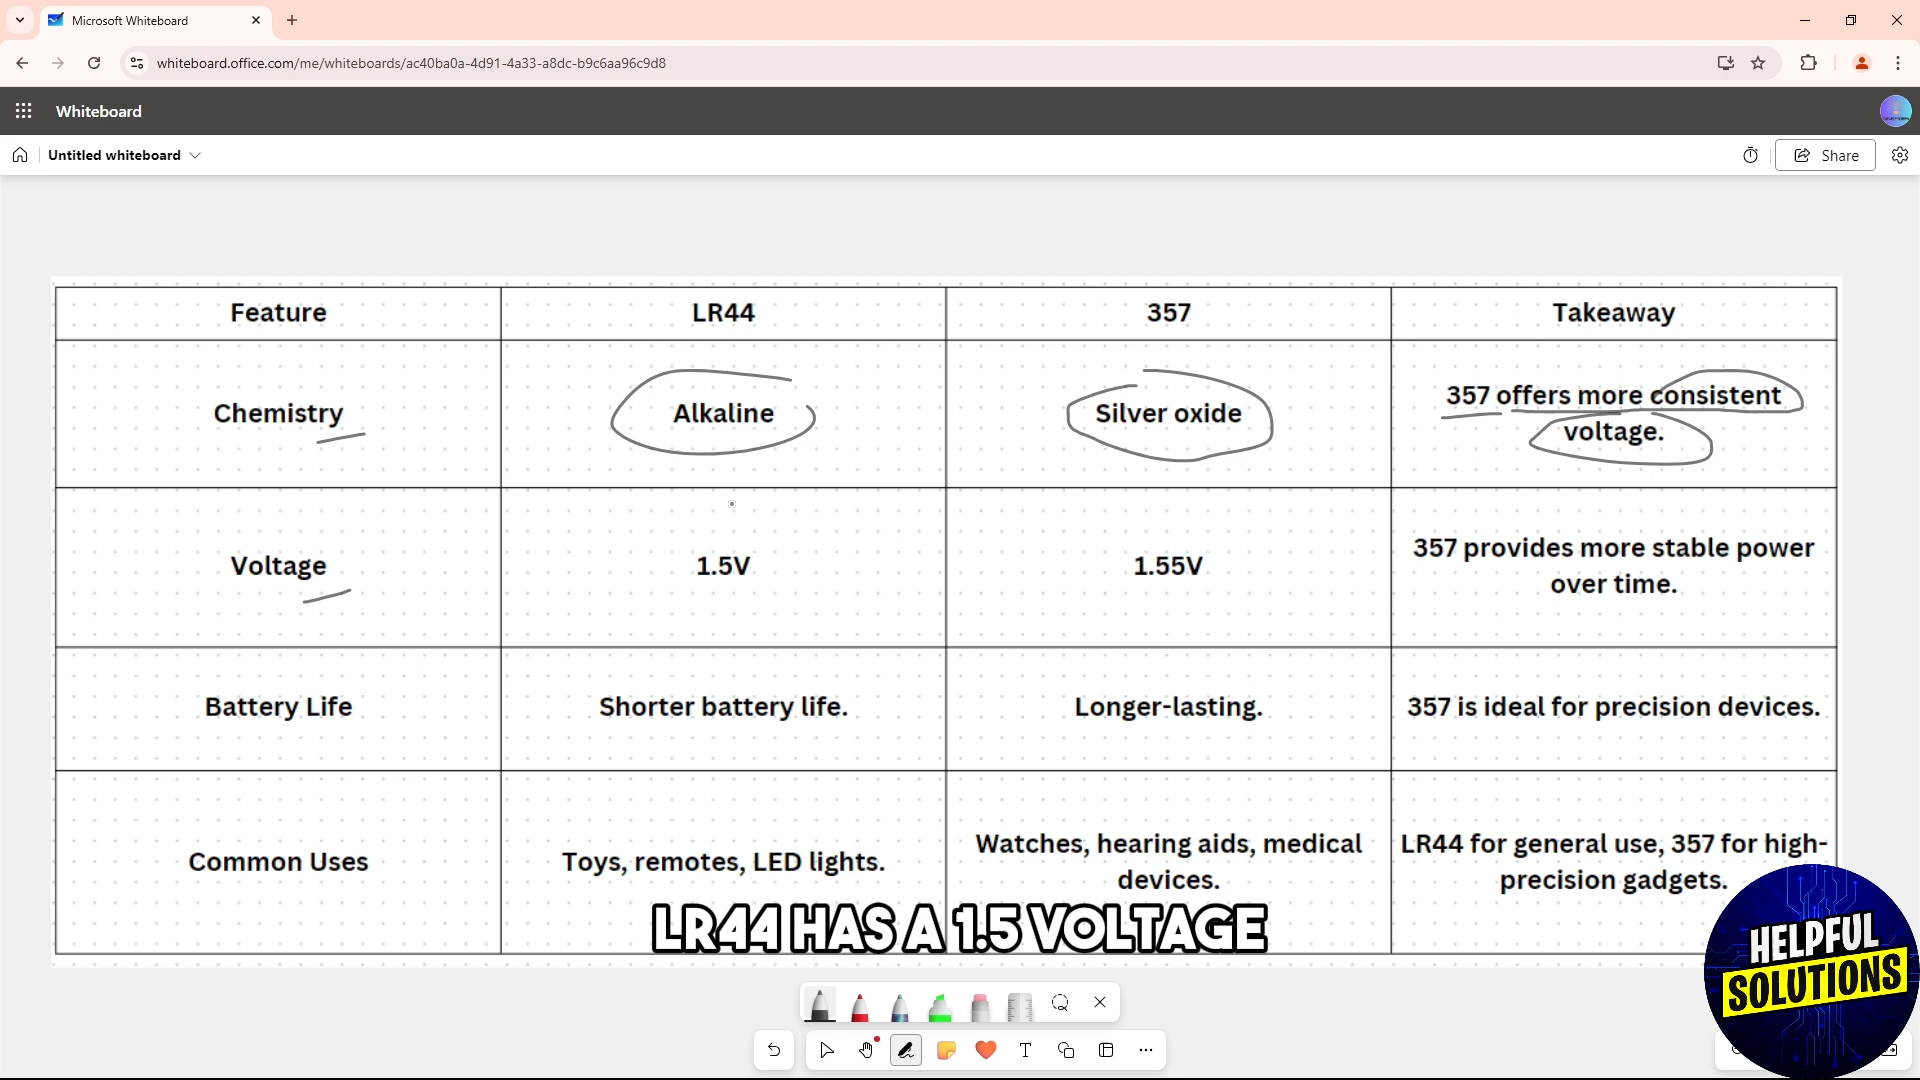 Microsoft Whiteboard
whiteboard.office.com/me/whiteboards/ac40ba0a-4d91-4a33-a8dc-b9c6aa96c9d8
Whiteboard
Untitled whiteboard
Share
Feature
LR44
357
Takeaway
Chemistry
Alkaline
Silver oxide
357 offers more consistent
voltage.
Voltage
1.5V
1.55V
357 provides more stable power
over time.
Battery Life
Shorter battery life.
Longer-lasting.
357 is ideal for precision devices.
Common Uses
Toys, remotes, LED lights.
Watches, hearing aids, medical
devices.
LR44 for general use, 357 for high-
precision gadgets.
LR44 HAS A 1.5 VOLTAGE
HELPFUL
SOLUTIONS